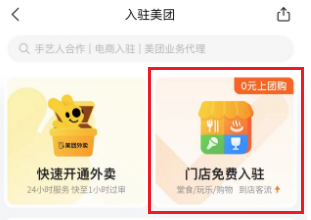 入驻美团
手艺人合作 | 电商入驻 | 美团业务代理
0元上团购
美团外卖
快速开通外卖
24小时服务 快至1小时过审
门店免费入驻
堂食/玩乐/购物 到店客流